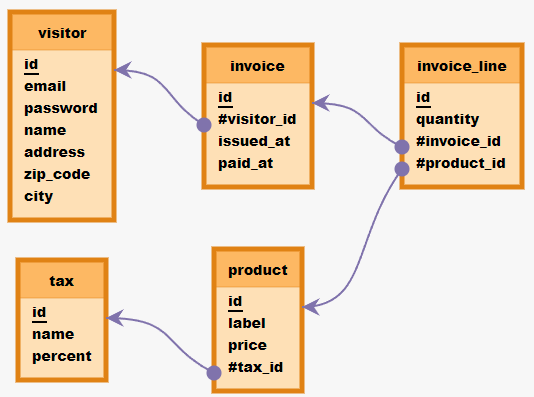 visitor
id
email
password
name
address
zip_code
city
invoice
id
#visitor_id
issued_at
paid_at
invoice_line
id
quantity
#invoice_id
#product_id
tax
id
name
percent
product
id
label
price
#tax_id